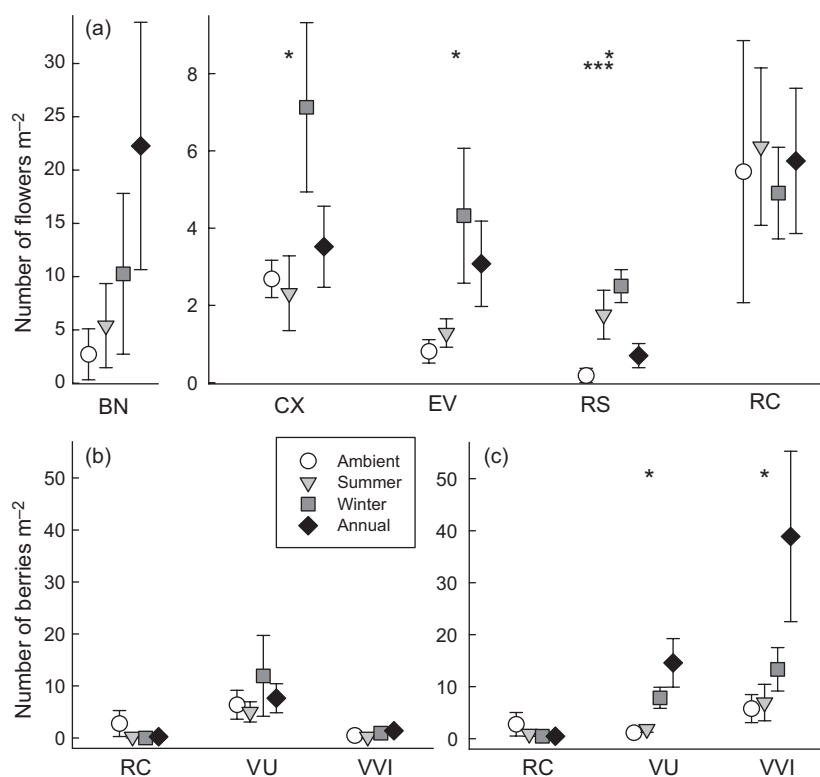 (a)
Number of flowers m⁻²
30
25
20
15
10
5
0
BN
8
6
4
2
0
*
*
*
***
CX
EV
RS
RC
(b)
Number of berries m⁻²
50
40
30
20
10
0
RC
VU
VVI
Ambient
Summer
Winter
Annual
(c)
50
40
30
20
10
0
*
*
RC
VU
VVI